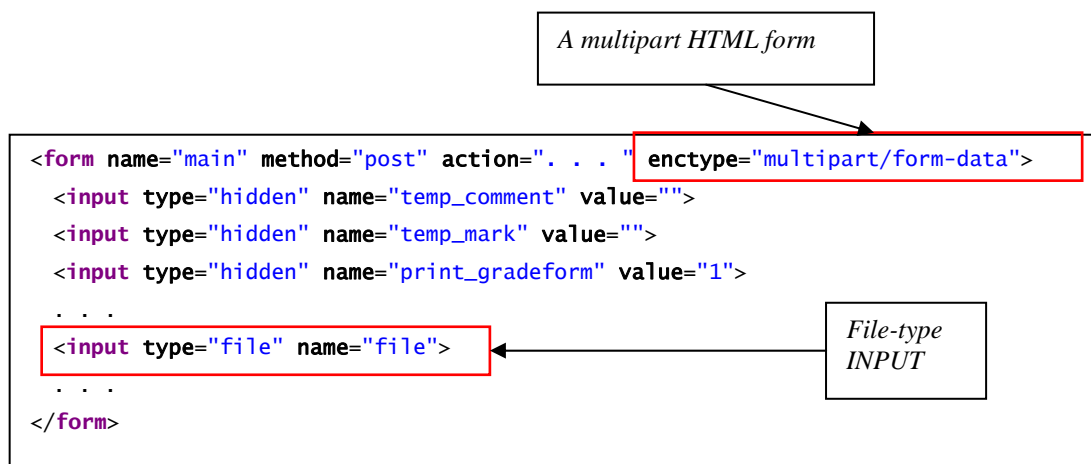 A multipart HTML form
<form name="main" method="post" action=". . . " enctype="multipart/form-data">
<input type="hidden" name="temp_comment" value="">
<input type="hidden" name="temp_mark" value="">
<input type="hidden" name="print_gradeform" value="1">
. . .
<input type="file" name="file">
File-type
INPUT
. . .
</form>